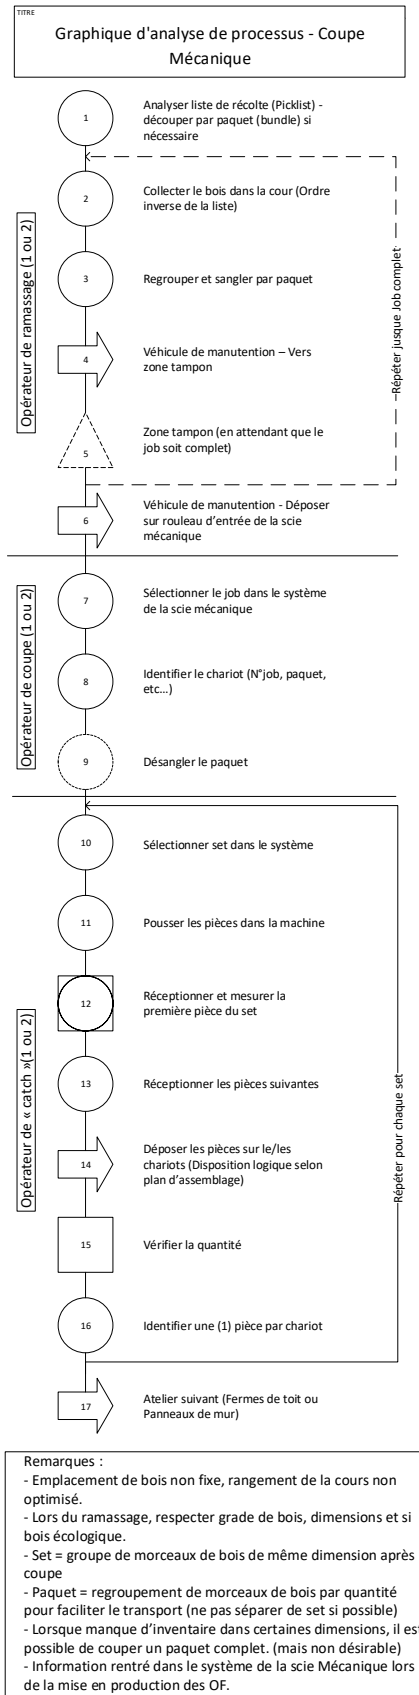 TITRE
Graphique d'analyse de processus - Coupe
Mécanique
Opérateur de ramassage (1 ou 2)
1
Analyser liste de récolte (Picklist) -
découper par paquet (bundle) si
nécessaire
2
Collecter le bois dans la cour (Ordre
inverse de la liste)
3
Regrouper et sangler par paquet
4
Véhicule de manutention – Vers
zone tampon
5
Zone tampon (en attendant que le
job soit complet)
Répéter jusque Job complet
6
Véhicule de manutention - Déposer
sur rouleau d'entrée de la scie
mécanique
Opérateur de coupe (1 ou 2)
7
Sélectionner le job dans le système
de la scie mécanique
8
Identifier le chariot (N°job, paquet,
etc…)
9
Désangler le paquet
Opérateur de « catch »(1 ou 2)
10
Sélectionner set dans le système
11
Pousser les pièces dans la machine
12
Réceptionner et mesurer la
première pièce du set
13
Réceptionner les pièces suivantes
14
Déposer les pièces sur le/les
chariots (Disposition logique selon
plan d'assemblage)
15
Vérifier la quantité
16
Identifier une (1) pièce par chariot
Répéter pour chaque set
17
Atelier suivant (Fermes de toit ou
Panneaux de mur)
Remarques :
- Emplacement de bois non fixe, rangement de la cours non
optimisé.
- Lors du ramassage, respecter grade de bois, dimensions et si
bois écologique.
- Set = groupe de morceaux de bois de même dimension après
coupe
- Paquet = regroupement de morceaux de bois par quantité
pour faciliter le transport (ne pas séparer de set si possible)
- Lorsque manque d'inventaire dans certaines dimensions, il est
possible de couper un paquet complet. (mais non désirable)
- Information rentré dans le système de la scie Mécanique lors
de la mise en production des OF.